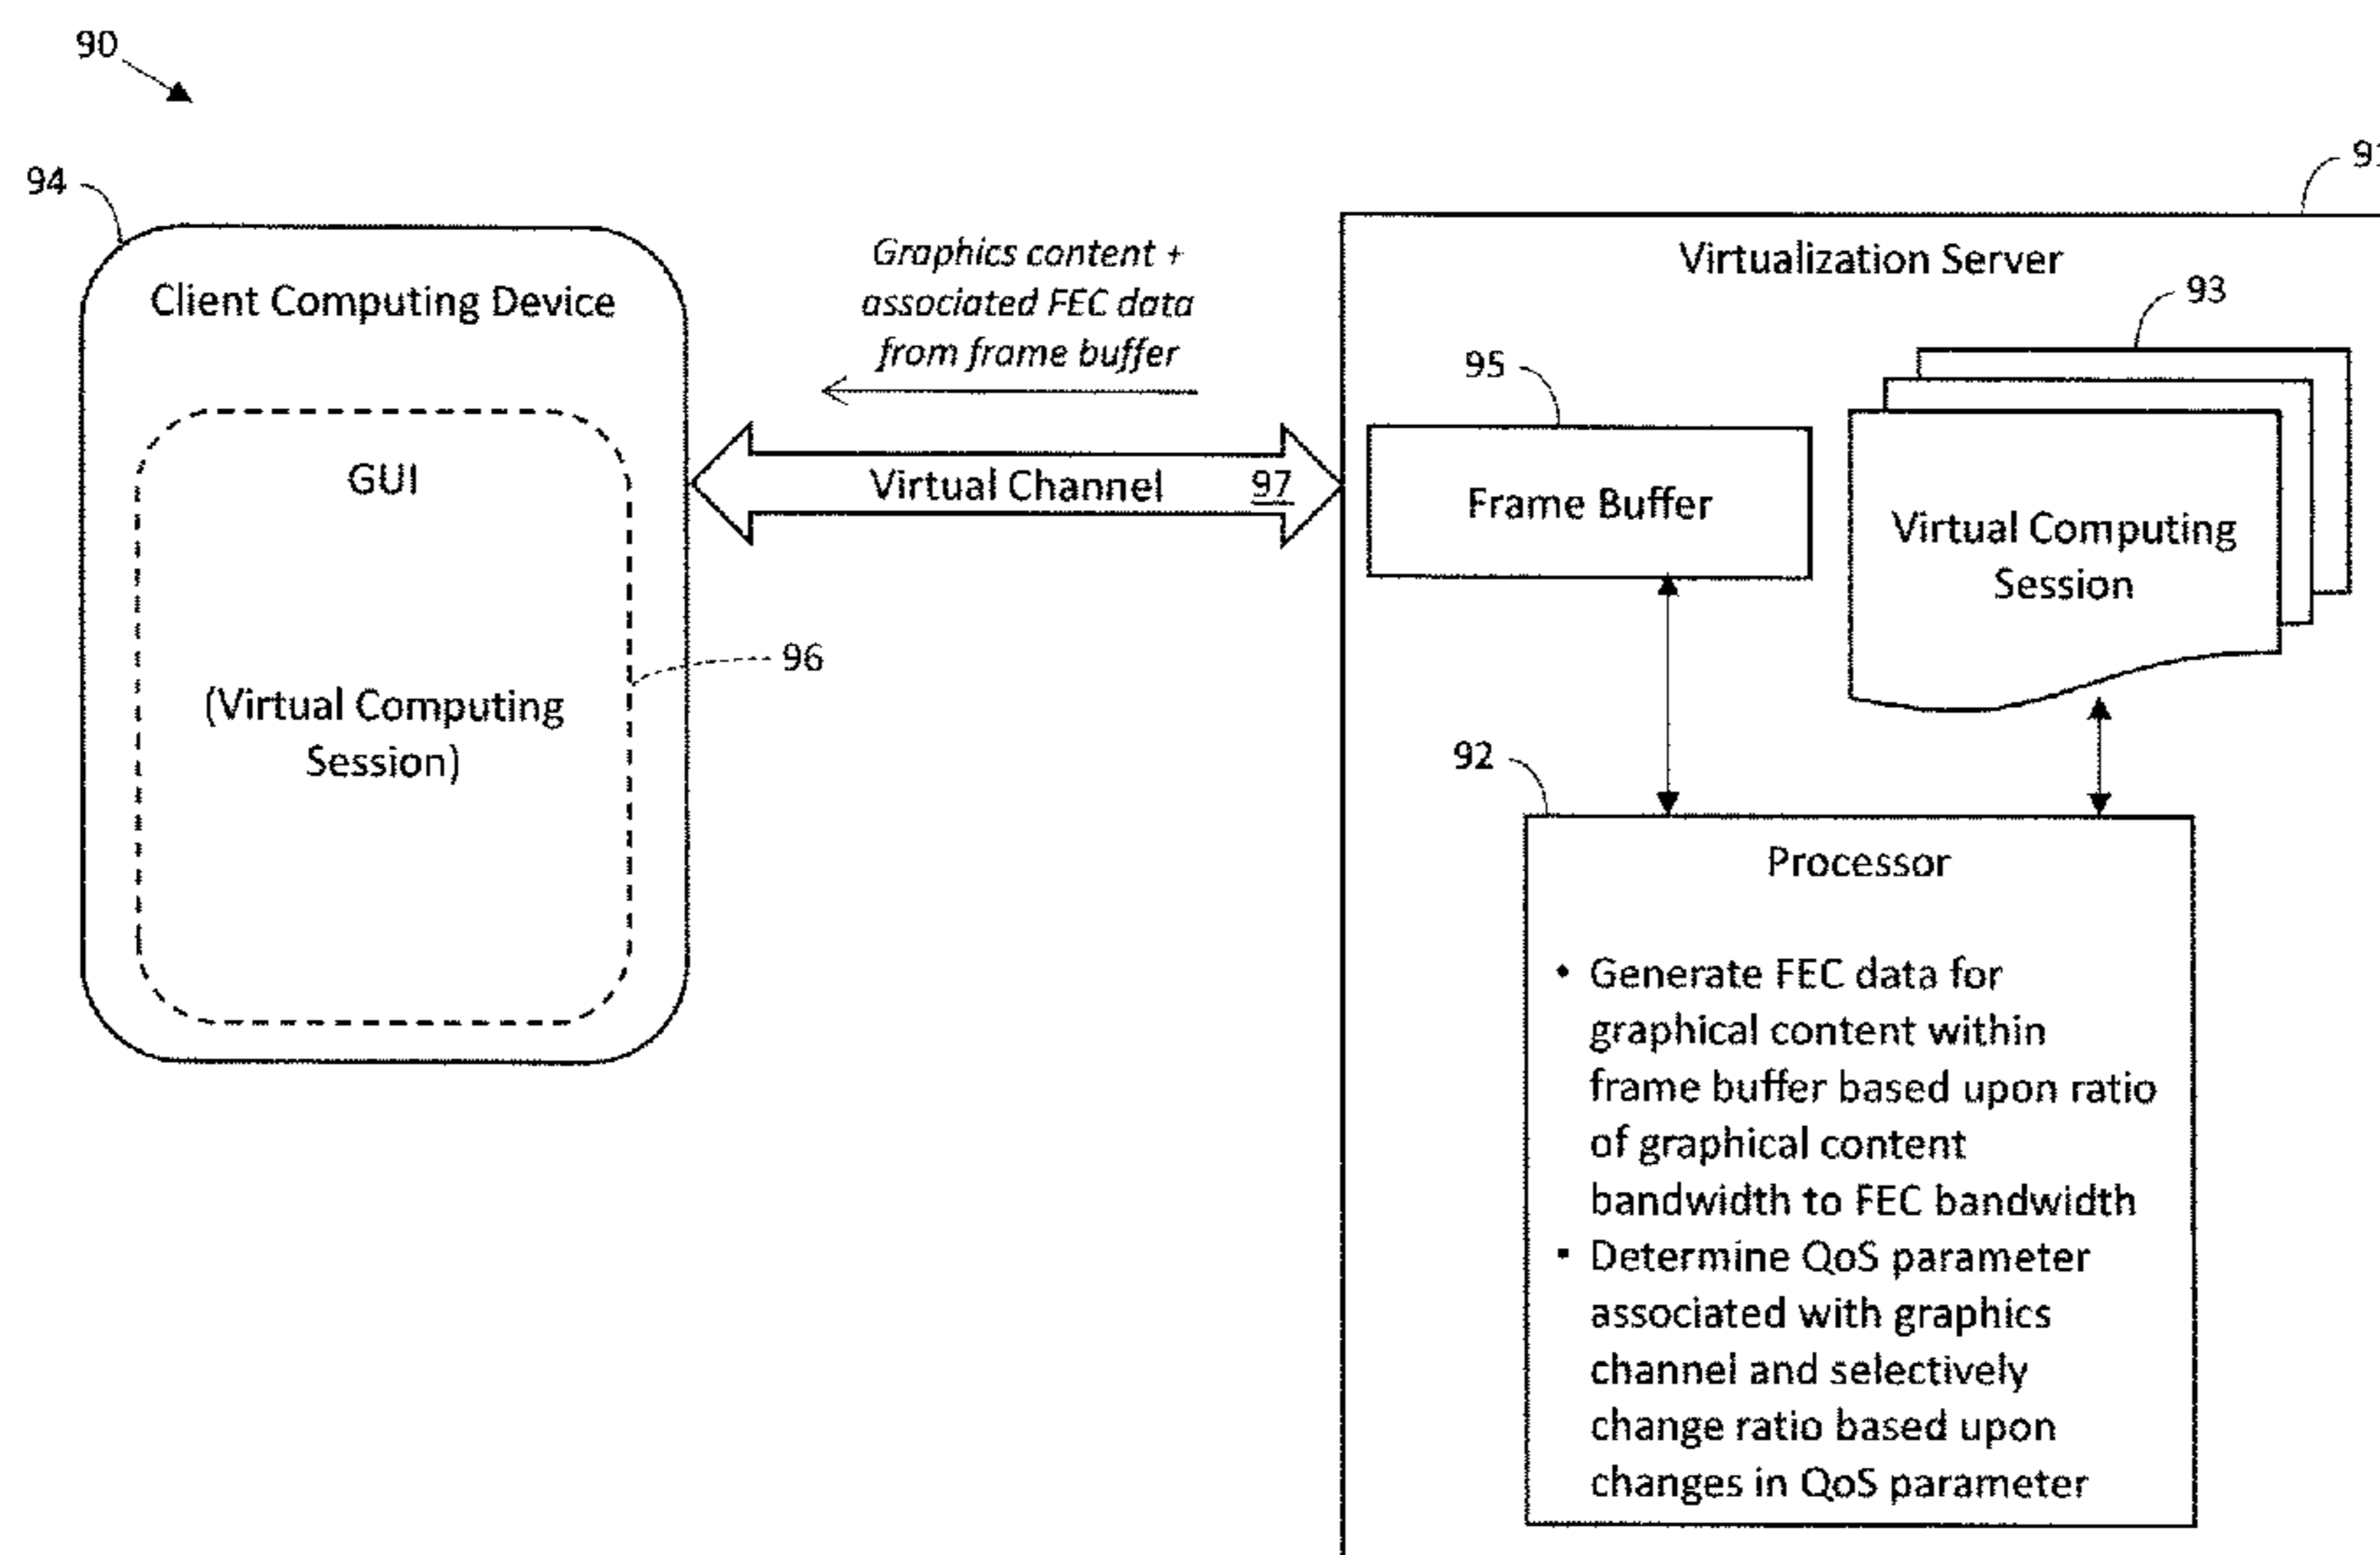 90
94
Client Computing Device
GUI
(Virtual Computing
Session)
96
Graphics content +
associated FEC data
from frame buffer
Virtual Channel 97
Virtualization Server
93
95
Frame Buffer
Virtual Computing
Session
92
Processor
• Generate FEC data for
graphical content within
frame buffer based upon ratio
of graphical content
bandwidth to FEC bandwidth
▪ Determine QoS parameter
associated with graphics
channel and selectively
change ratio based upon
changes in QoS parameter